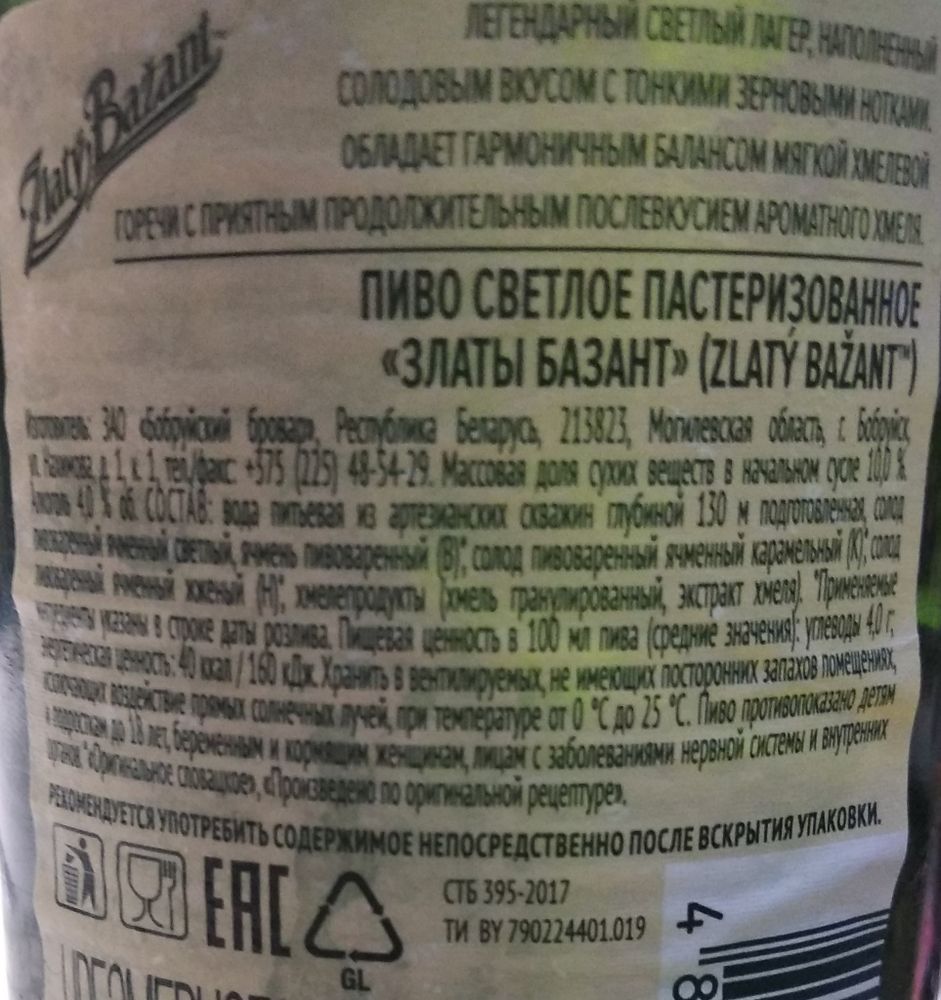 Zlatý Bažant
ЛЕГЕНДАРНЫЙ СВЕТЛЫЙ ЛАГЕР, НАПОЛНЕННЫЙ
СОЛОДОВЫМ ВКУСОМ С ТОНКИМИ ЗЕРНОВЫМИ НОТКАМИ.
ОБЛАДАЕТ ГАРМОНИЧНЫМ БАЛАНСОМ МЯГКОЙ ХМЕЛЕВОЙ
ГОРЕЧИ С ПРИЯТНЫМ ПРОДОЛЖИТЕЛЬНЫМ ПОСЛЕВКУСИЕМ АРОМАТНОГО ХМЕЛЯ.
ПИВО СВЕТЛОЕ ПАСТЕРИЗОВАННОЕ
«ЗЛАТЫ БАЗАНТ» (ZLATÝ BAŽANT™)
Изготовитель: ЗАО «Бобруйский бровар», Республика Беларусь, 213823, Могилевская область, г. Бобруйск,
ул. Нахимова, д. 1, к. 1, тел./факс: +375 (225) 48-54-29. Массовая доля сухих веществ в начальном сусле 10,0 %.
Алкоголь 4,0 % об. СОСТАВ: вода питьевая из артезианских скважин глубиной 130 м подготовленная, солод
пивоваренный ячменный светлый, ячмень пивоваренный (В)*, солод пивоваренный ячменный карамельный (К)*, солод
пивоваренный ячменный жженый (Н)*, хмелепродукты (хмель гранулированный, экстракт хмеля). *Применяемые
ингредиенты указаны в строке даты розлива. Пищевая ценность в 100 мл пива (средние значения): углеводы 4,0 г,
энергетическая ценность: 40 ккал / 160 кДж. Хранить в вентилируемых, не имеющих посторонних запахов помещениях,
исключающих воздействие прямых солнечных лучей, при температуре от 0 °С до 25 °С. Пиво противопоказано детям
и подросткам до 18 лет, беременным и кормящим женщинам, лицам с заболеваниями нервной системы и внутренних
органов. «Оригинальное словацкое», «Произведено по оригинальной рецептуре».
РЕКОМЕНДУЕТСЯ УПОТРЕБИТЬ СОДЕРЖИМОЕ НЕПОСРЕДСТВЕННО ПОСЛЕ ВСКРЫТИЯ УПАКОВКИ.
EAC
GL
СТБ 395-2017
ТИ BY 790224401.019
4 8